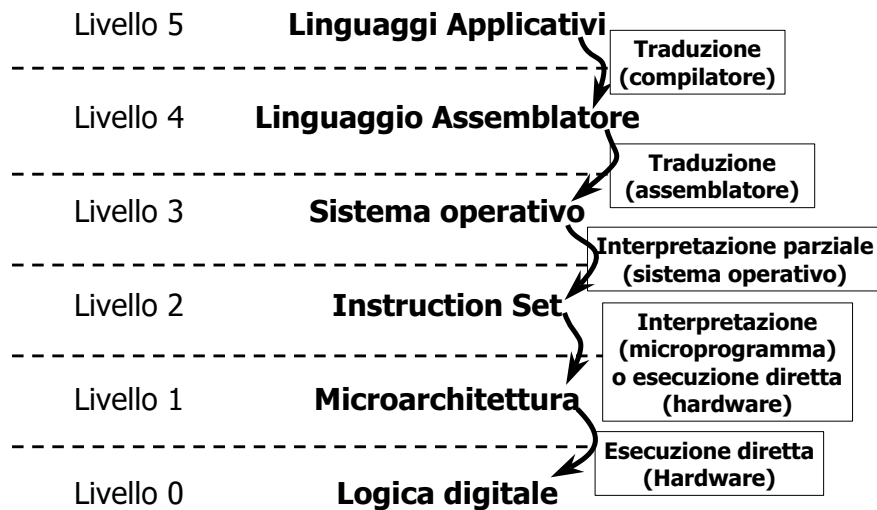 Livello 5 Linguaggi Applicativi
Traduzione
(compilatore)
Livello 4 Linguaggio Assemblatore
Traduzione
(assemblatore)
Livello 3 Sistema operativo
Interpretazione parziale
(sistema operativo)
Livello 2 Instruction Set
Interpretazione
(microprogramma)
o esecuzione diretta
(hardware)
Livello 1 Microarchitettura
Esecuzione diretta
(Hardware)
Livello 0 Logica digitale